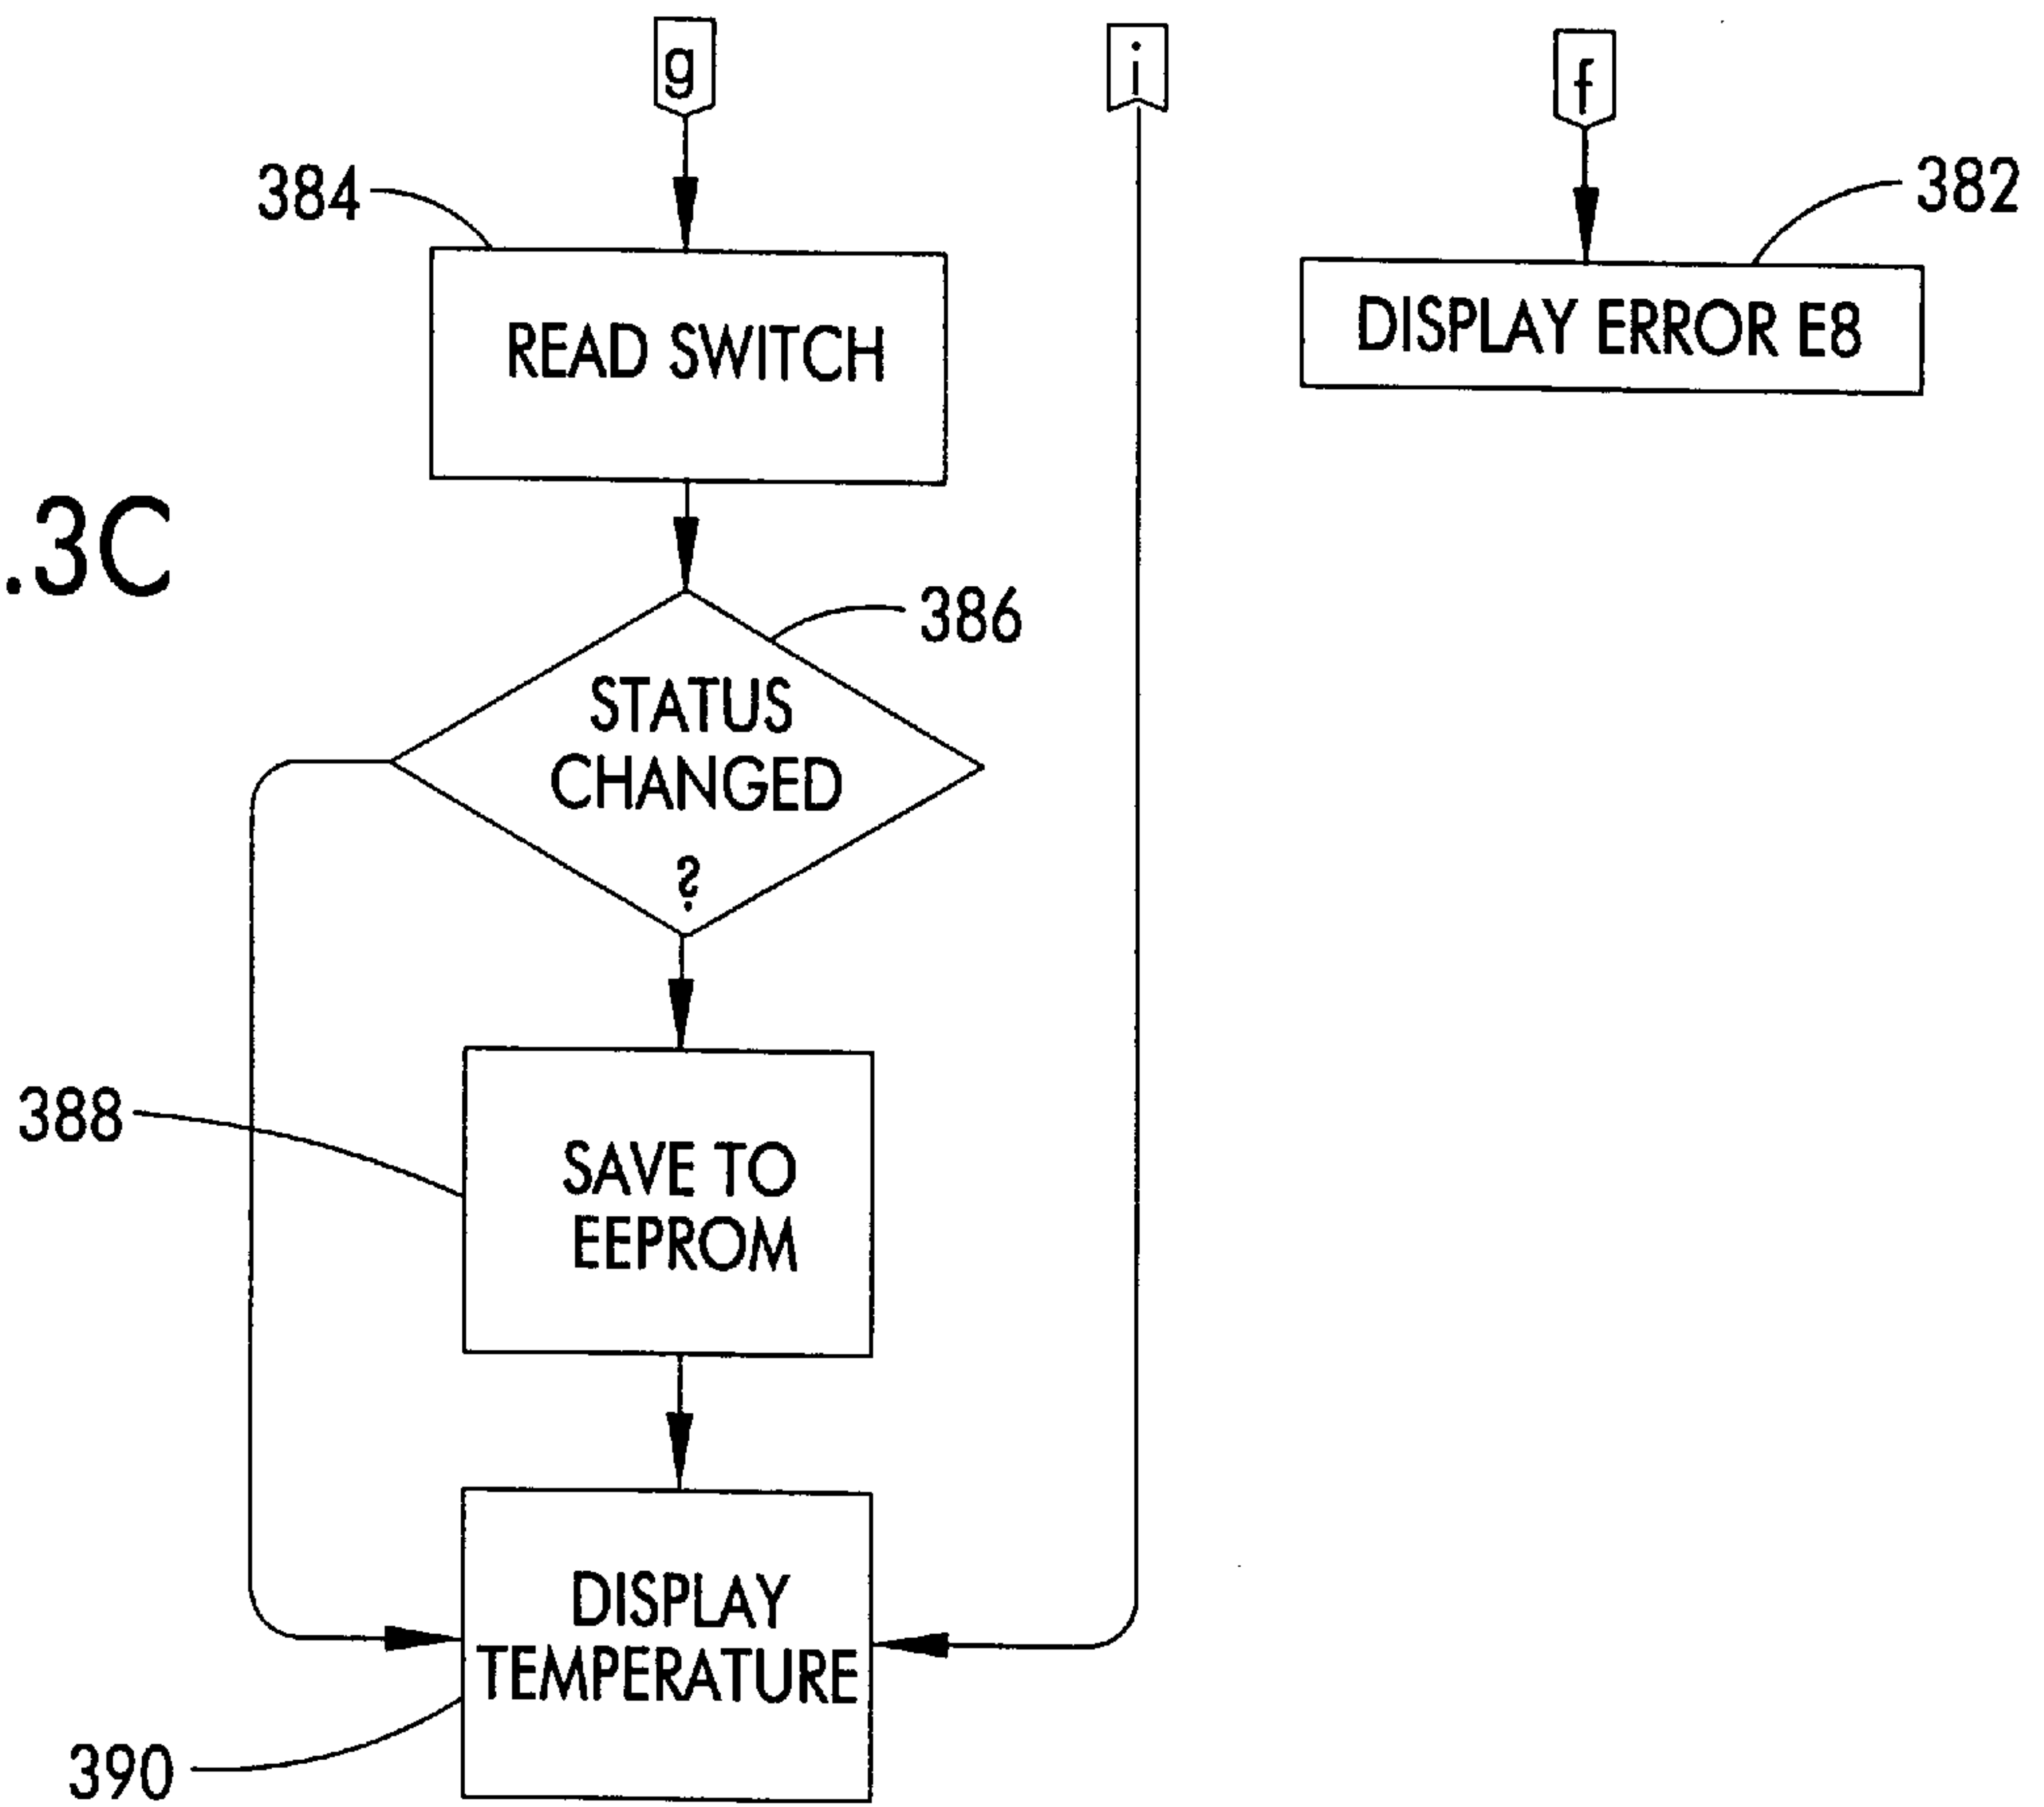 g
i
f
384
382
READ SWITCH
DISPLAY ERROR E8
.3C
386
STATUS
CHANGED
?
388
SAVE TO
EEPROM
DISPLAY
TEMPERATURE
390